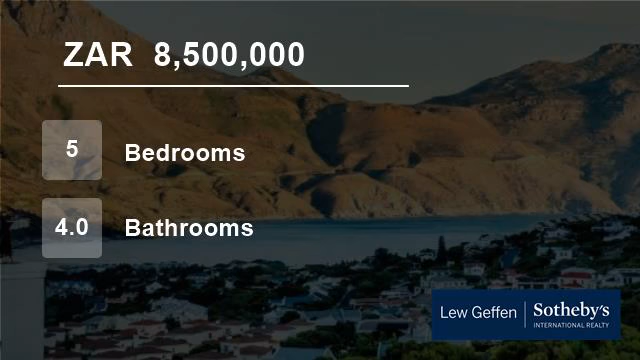 ZAR 8,500,000
5 Bedrooms
4.0 Bathrooms
Lew Geffen Sotheby's
INTERNATIONAL REALTY